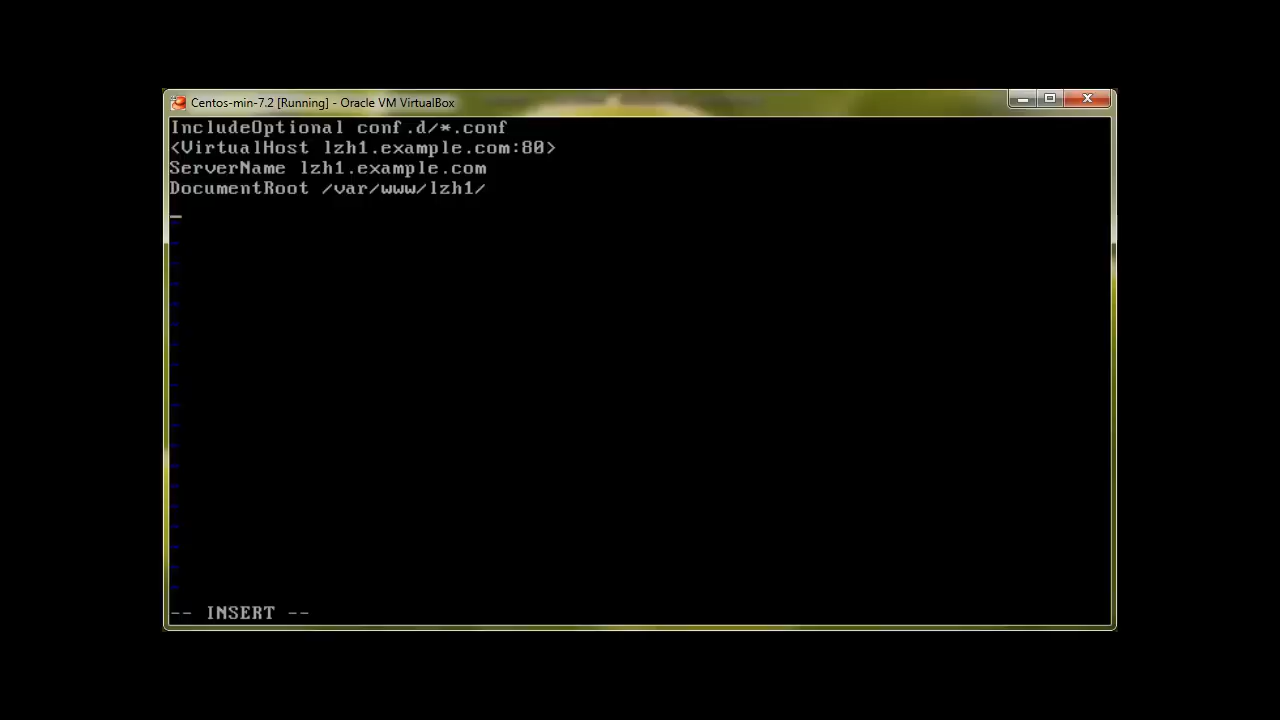 Centos-min-7.2 [Running] - Oracle VM VirtualBox
IncludeOptional conf.d/*.conf
<VirtualHost lzh1.example.com:80>
ServerName lzh1.example.com
DocumentRoot /var/www/lzh1/
-- INSERT --